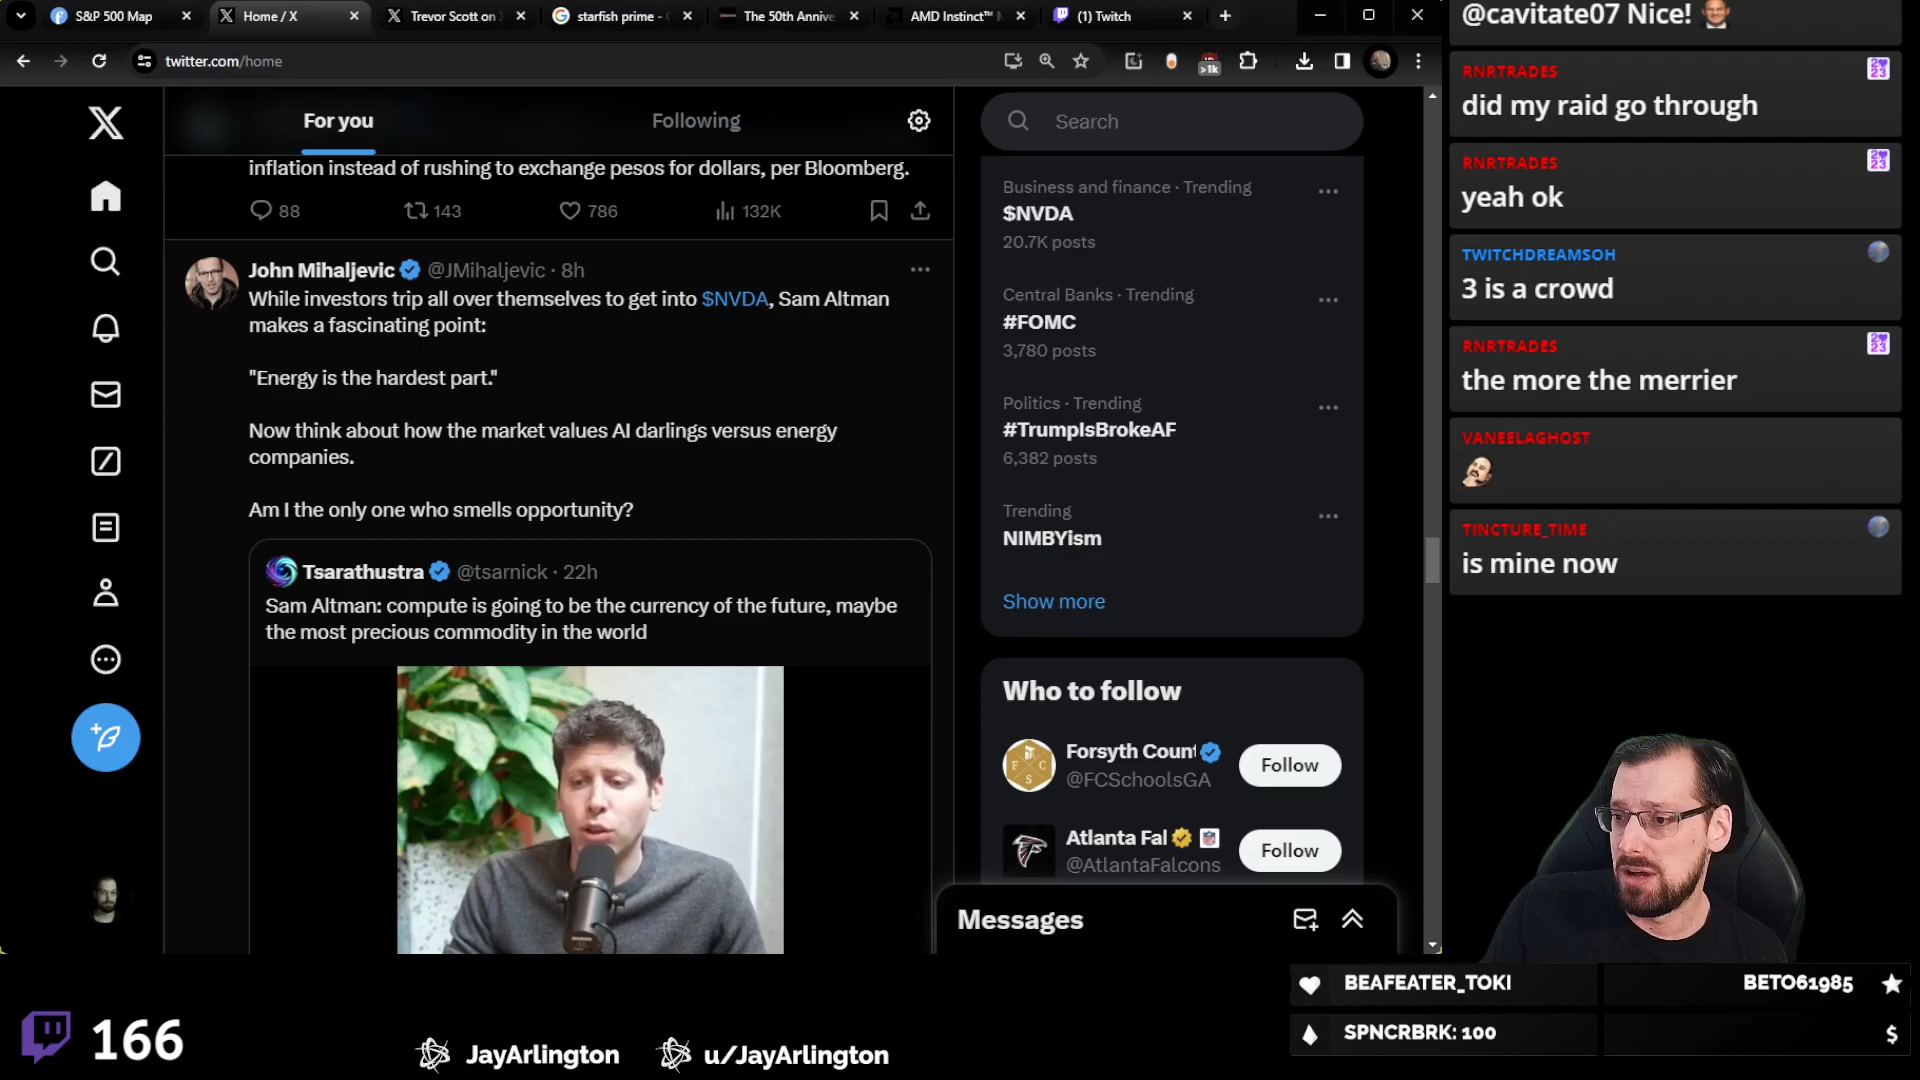 S&P 500 Map
Home / X
Trevor Scott on
starfish prime -
The 50th Annive
AMD Instinct™
(1) Twitch
twitter.com/home
>1k
For you
Following
Search
inflation instead of rushing to exchange pesos for dollars, per Bloomberg.
88
143
786
132K
John Mihaljevic @JMihaljevic · 8h
While investors trip all over themselves to get into $NVDA, Sam Altman
makes a fascinating point:
"Energy is the hardest part."
Now think about how the market values AI darlings versus energy
companies.
Am I the only one who smells opportunity?
Tsarathustra @tsarnick · 22h
Sam Altman: compute is going to be the currency of the future, maybe
the most precious commodity in the world
Business and finance · Trending
$NVDA
20.7K posts
Central Banks · Trending
#FOMC
3,780 posts
Politics · Trending
#TrumpIsBrokeAF
6,382 posts
Trending
NIMBYism
Show more
Who to follow
Forsyth Coun
@FCSchoolsGA
Follow
Atlanta Fal
@AtlantaFalcons
Follow
Messages
@cavitate07 Nice!
RNRTRADES
did my raid go through
RNRTRADES
yeah ok
TWITCHDREAMSOH
3 is a crowd
RNRTRADES
the more the merrier
VANEELAGHOST
TINCTURE_TIME
is mine now
BEAFEATER_TOKI
BETO61985
SPNCRBRK: 100
$
166
JayArlington
u/JayArlington